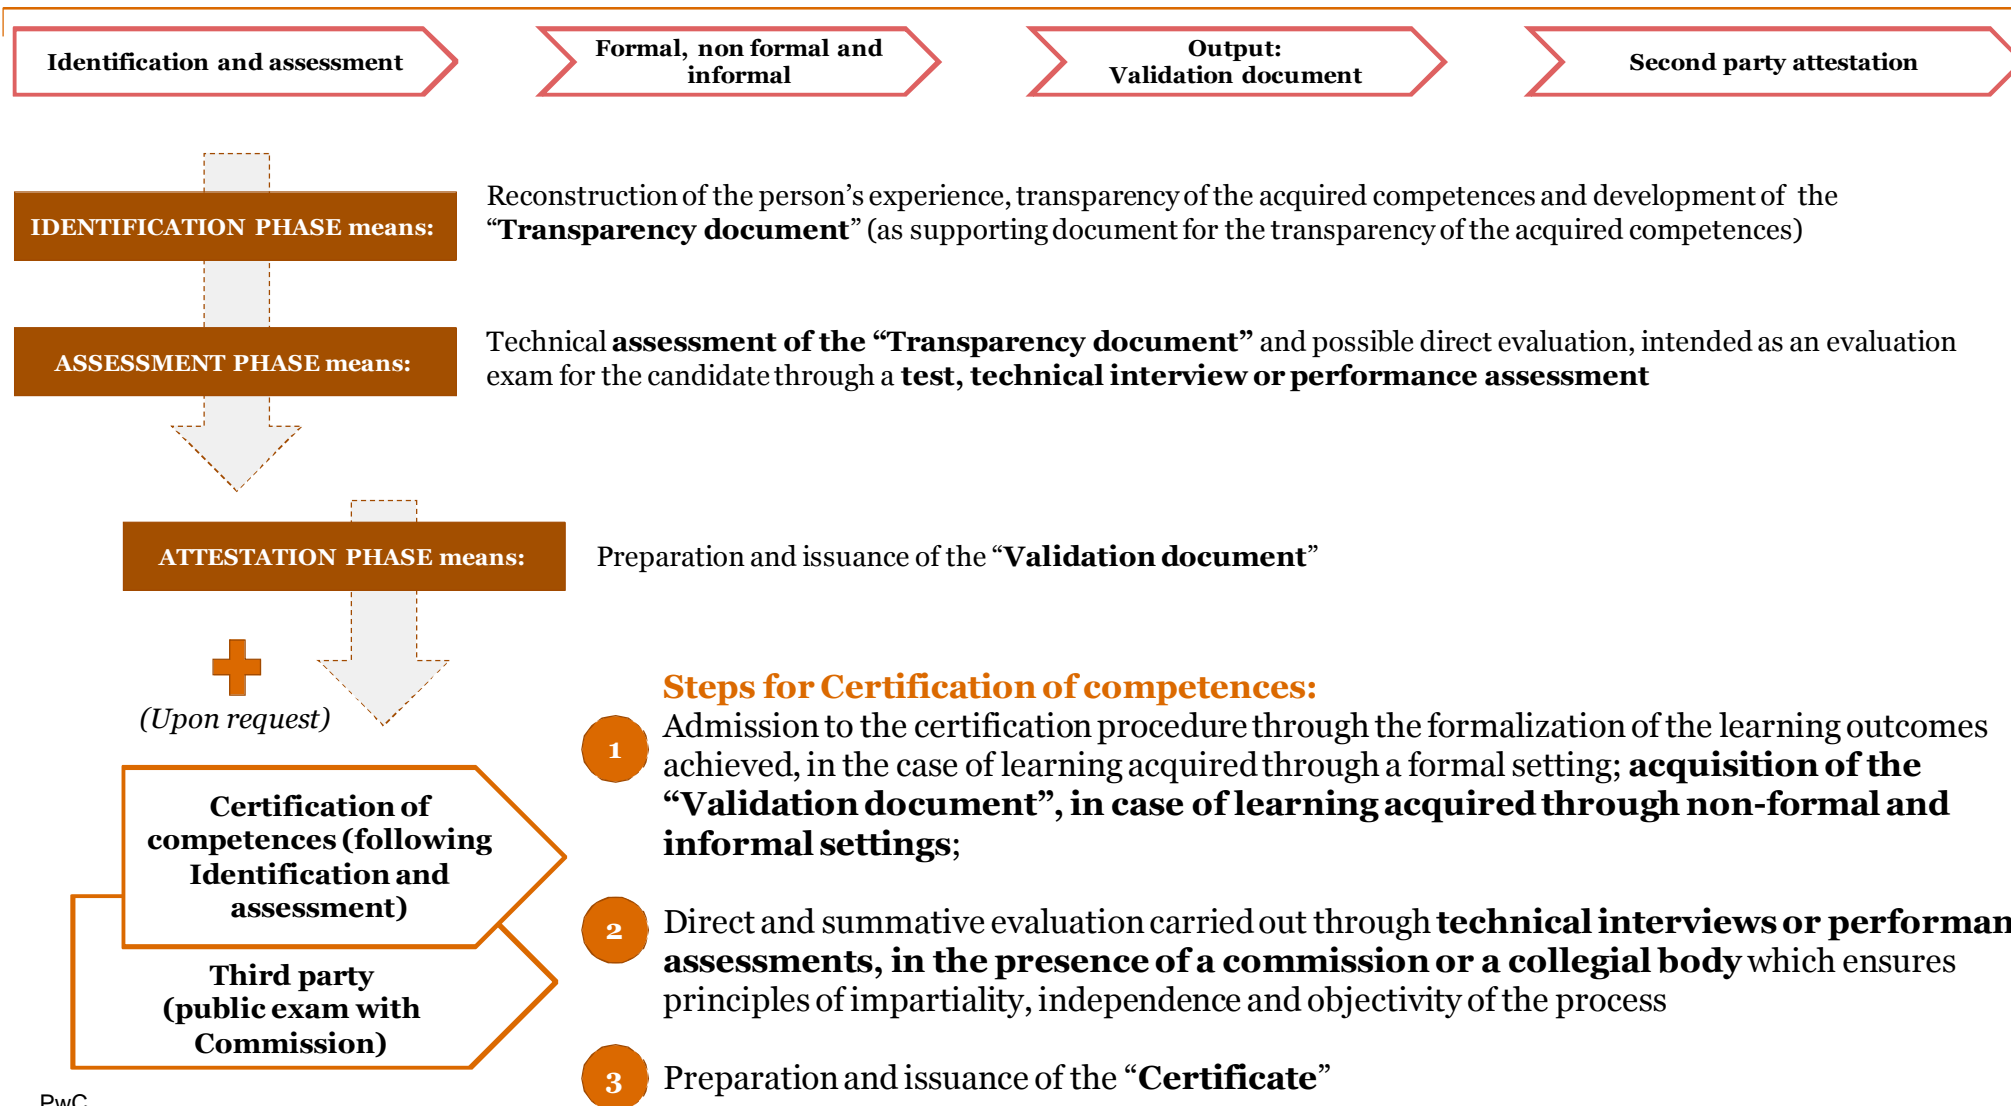 Identification and assessment
Formal, non formal and
informal
Output:
Validation document
Second party attestation
IDENTIFICATION PHASE means:
Reconstruction of the person's experience, transparency of the acquired competences and development of the
“Transparency document” (as supporting document for the transparency of the acquired competences)
ASSESSMENT PHASE means:
Technical assessment of the “Transparency document” and possible direct evaluation, intended as an evaluation
exam for the candidate through a test, technical interview or performance assessment
ATTESTATION PHASE means:
Preparation and issuance of the “Validation document”
(Upon request)
Certification of
competences (following
Identification and
assessment)
Third party
(public exam with
Commission)
Steps for Certification of competences:
1
Admission to the certification procedure through the formalization of the learning outcomes
achieved, in the case of learning acquired through a formal setting; acquisition of the
“Validation document”, in case of learning acquired through non-formal and
informal settings;
2
Direct and summative evaluation carried out through technical interviews or performan
assessments, in the presence of a commission or a collegial body which ensures
principles of impartiality, independence and objectivity of the process
3
Preparation and issuance of the “Certificate”
PwC